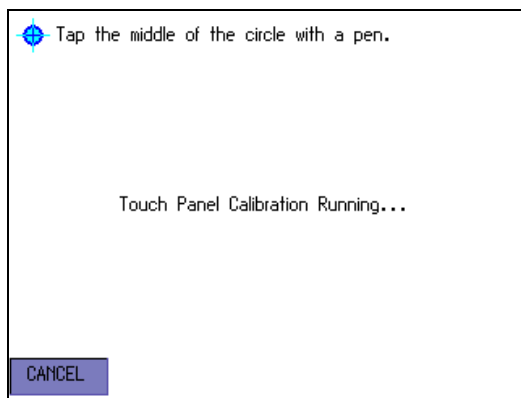 Tap the middle of the circle with a pen.
Touch Panel Calibration Running...
CANCEL